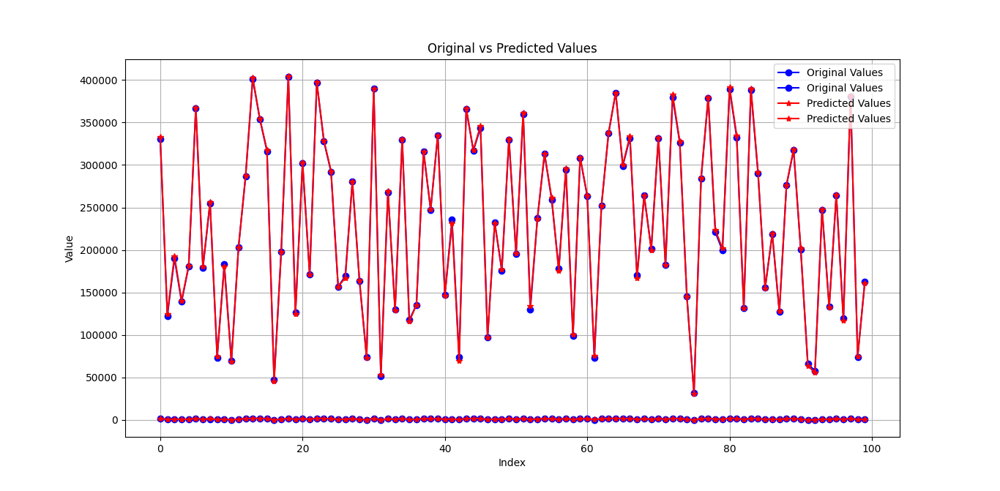 Original vs Predicted Values
Original Values
Original Values
Predicted Values
Predicted Values
Value
400000
350000
300000
250000
200000
150000
100000
50000
0
0 20 40 60 80 100
Index